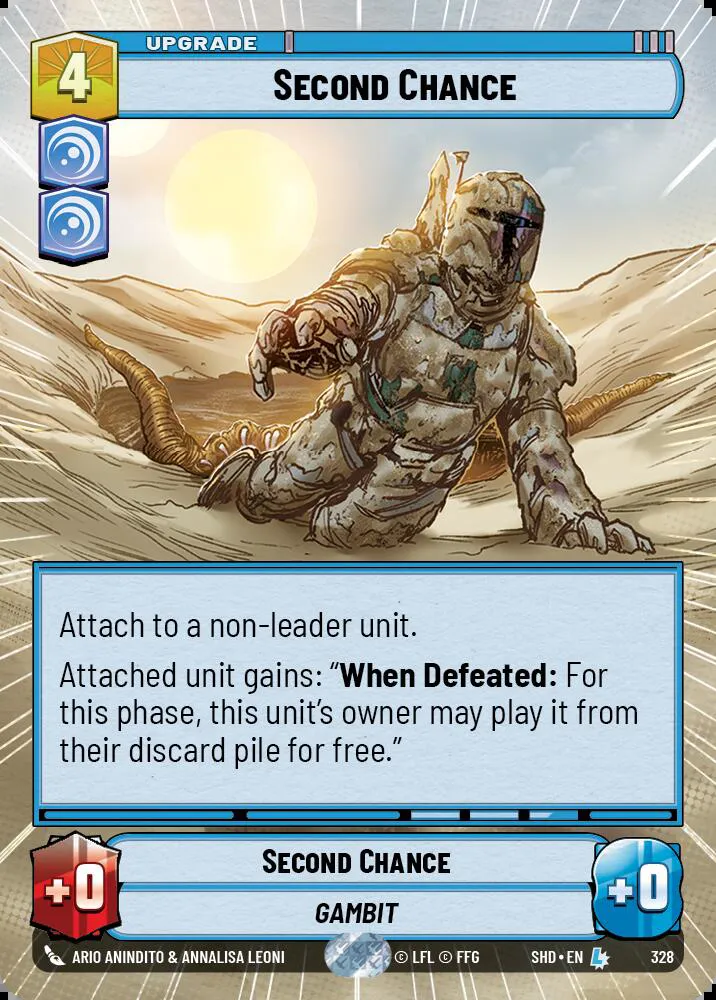 UPGRADE
4
SECOND CHANCE
Attach to a non-leader unit.
Attached unit gains: “When Defeated: For
this phase, this unit’s owner may play it from
their discard pile for free.”
+0
SECOND CHANCE
+0
GAMBIT
ARIO ANINDITO & ANNALISA LEONI
© LFL © FFG
SHD • EN
L
328